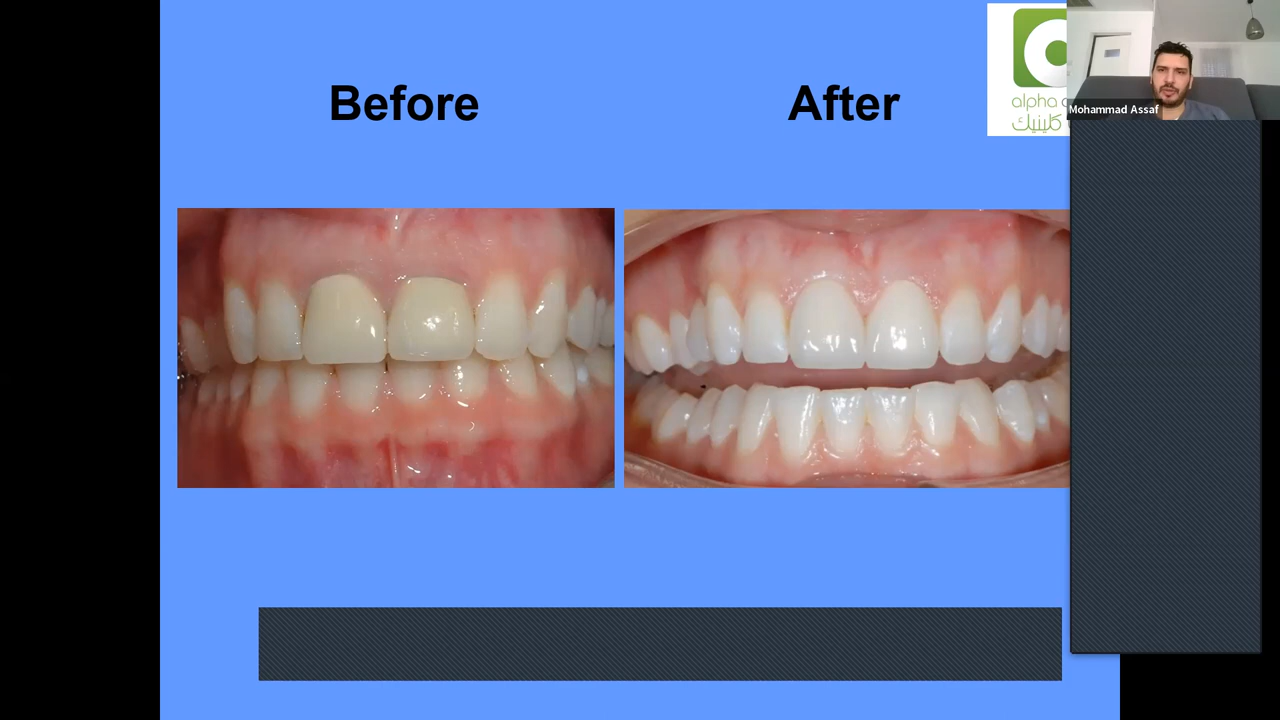 Before
After
alpha
كلينيك
Mohammad Assaf